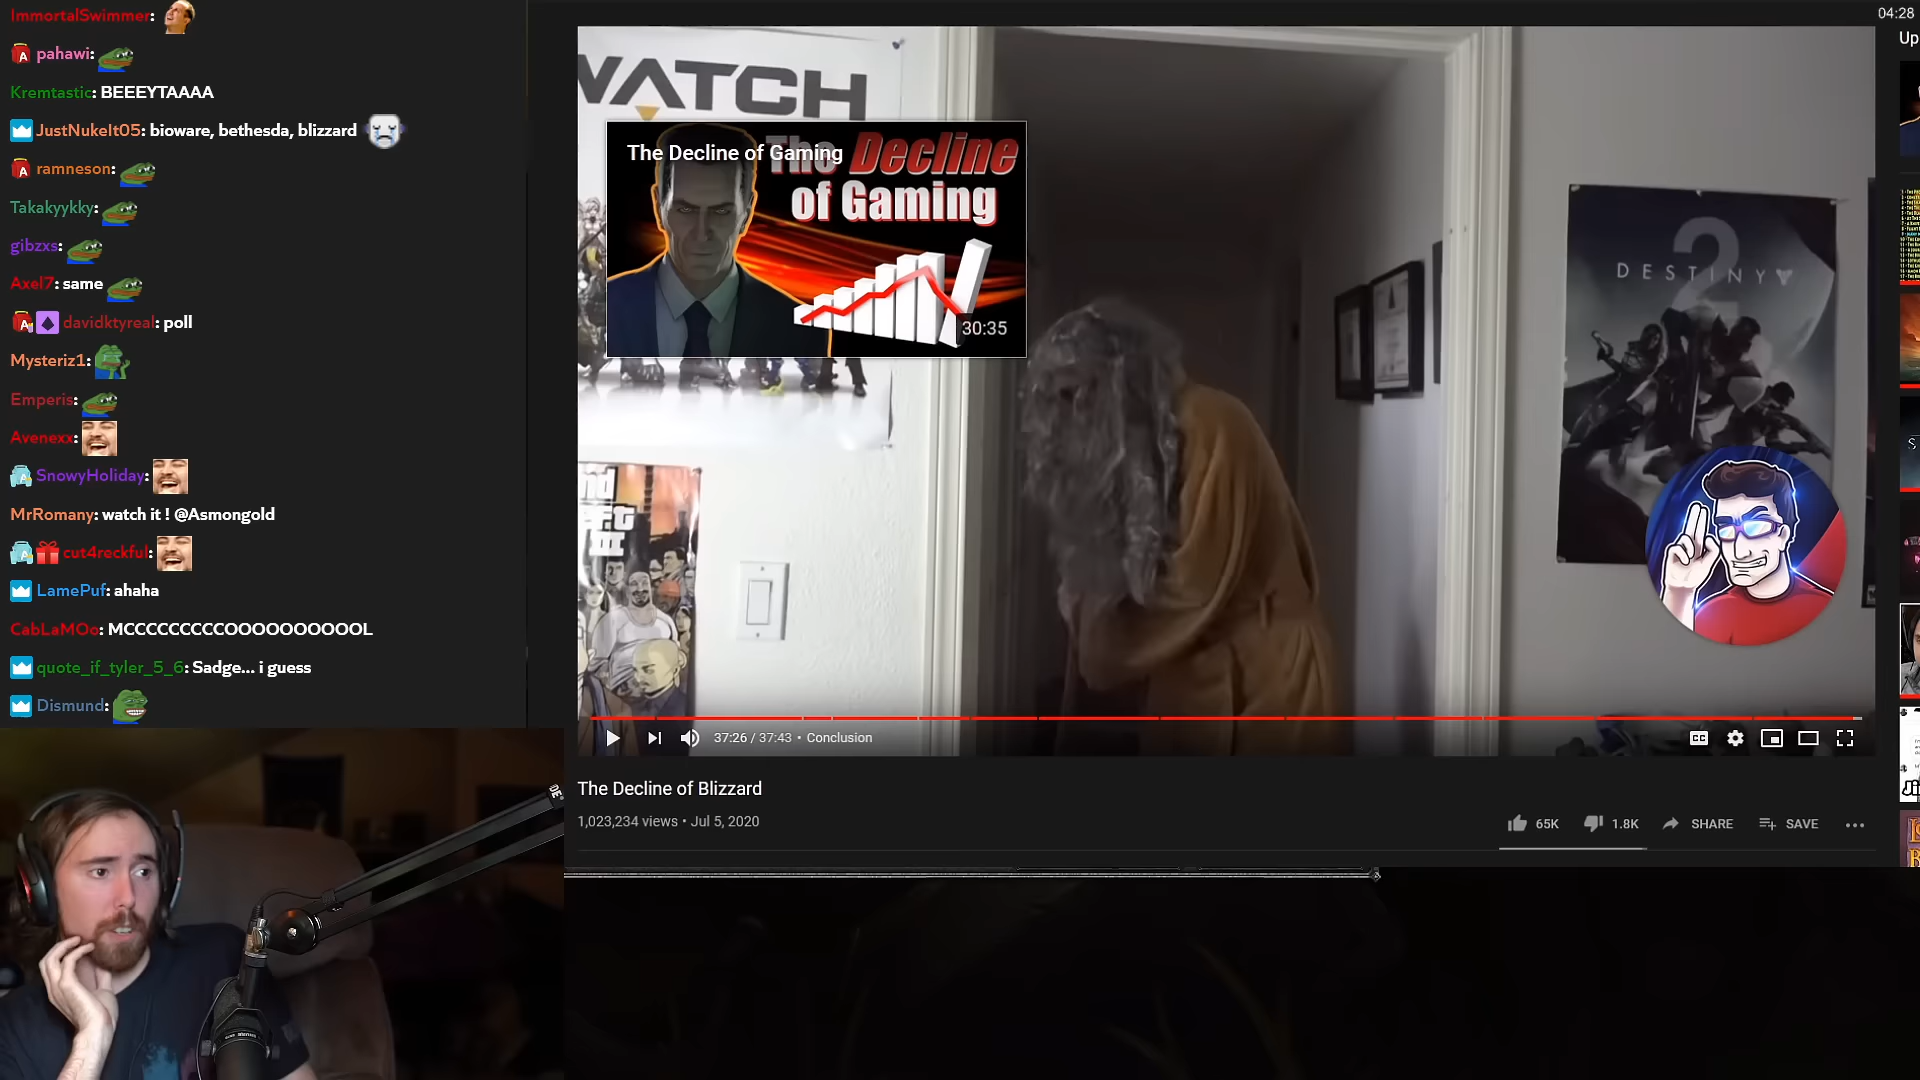 ImmortalSwimmer:
pahawi:
Kremtastic: BEEEYTAAAA
JustNukeIt05: bioware, bethesda, blizzard
ramneson:
Takakyykky:
gibzxs:
Axel7: same
davidktyreal: poll
Mysteriz1:
Emperis:
Avenexx:
SnowyHoliday:
MrRomany: watch it ! @Asmongold
cut4reckful:
LamePuf: ahaha
CabLaMOo: MCCCCCCCCCOOOOOOOOOOL
quote_if_tyler_5_6: Sadge... i guess
Dismund:
04:28
Up
WATCH
The Decline of Gaming
The Decline
of Gaming
30:35
2
DESTINY
37:26 / 37:43 • Conclusion
CC
The Decline of Blizzard
1,023,234 views • Jul 5, 2020
65K
1.8K
SHARE
SAVE